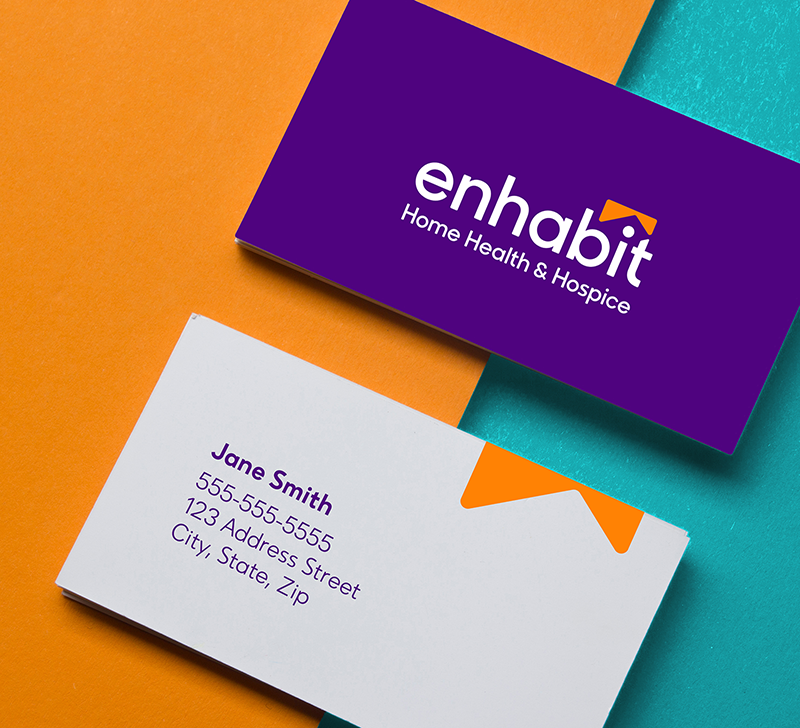 enhabit
Home Health & Hospice
Jane Smith
555-555-5555
123 Address Street
City, State, Zip